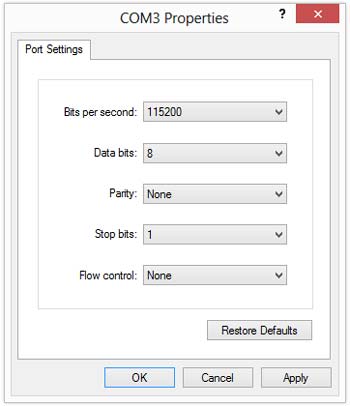 COM3 Properties
?
Port Settings
Bits per second: 115200
Data bits: 8
Parity: None
Stop bits: 1
Flow control: None
Restore Defaults
OK Cancel Apply